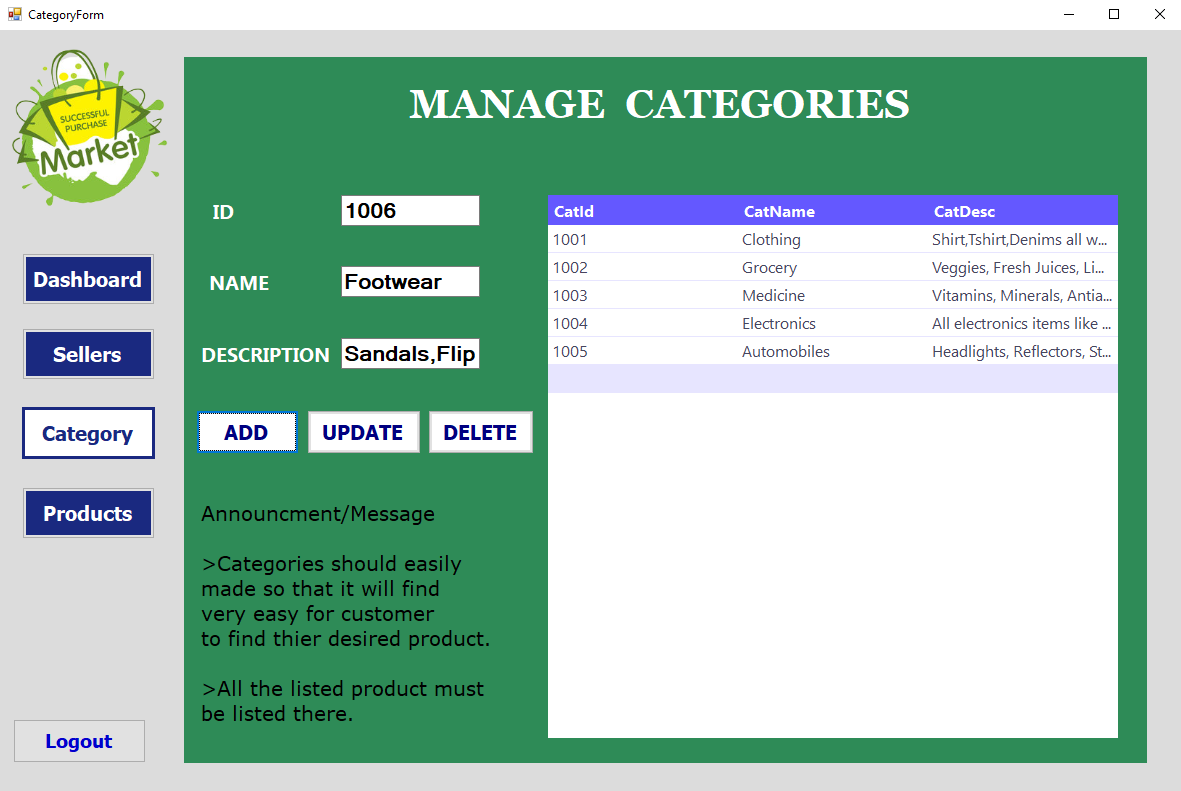 CategoryForm
SUCCESSFUL
PURCHASE
Market
MANAGE CATEGORIES
ID 1006
NAME Footwear
DESCRIPTION Sandals,Flip
ADD UPDATE DELETE
CatId CatName CatDesc
1001 Clothing Shirt,Tshirt,Denims all w...
1002 Grocery Veggies, Fresh Juices, Li...
1003 Medicine Vitamins, Minerals, Antia...
1004 Electronics All electronics items like ...
1005 Automobiles Headlights, Reflectors, St...
Dashboard
Sellers
Category
Products
Logout
Announcment/Message
>Categories should easily
made so that it will find
very easy for customer
to find thier desired product.
>All the listed product must
be listed there.